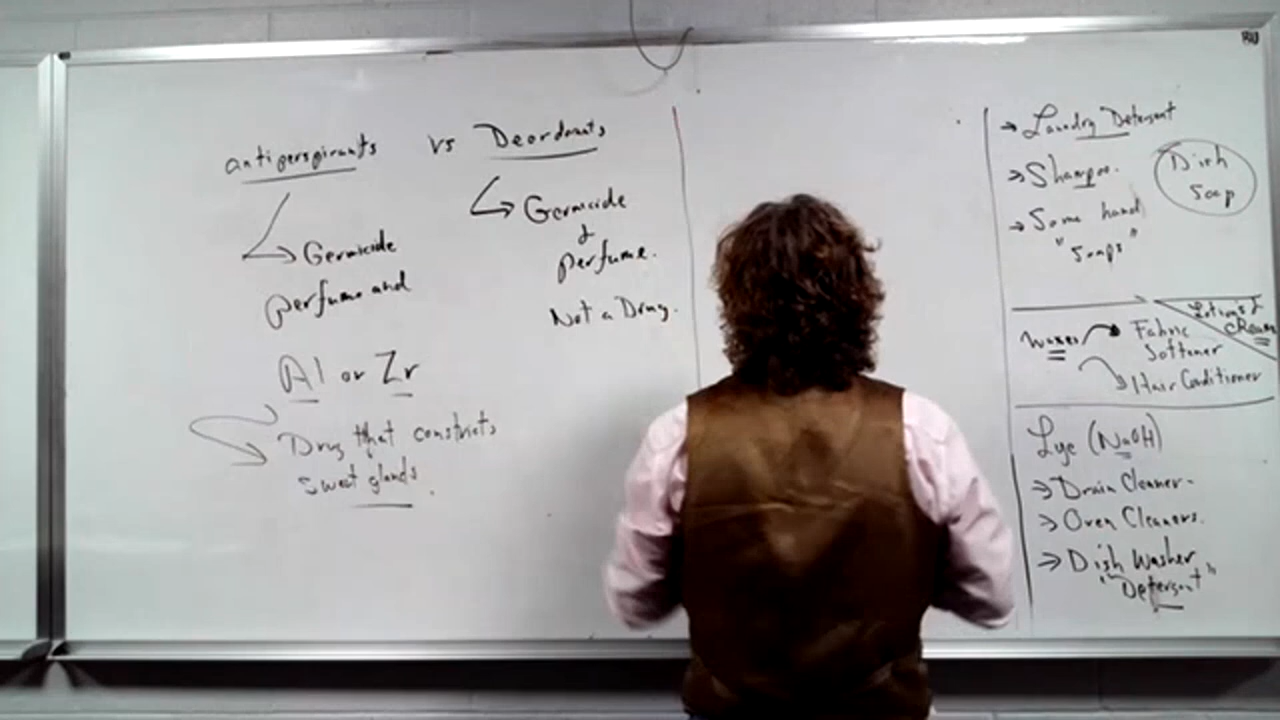 antiperspirants vs Deordants
→ Germicide
perfume and
Al or Zr
Drug that constricts
sweat glands.
→ Germicide
&
perfume.
Not a Drug.
→ Laundry Detergent
→ Shampoo.
→ Some hand
"Soaps"
Dish
Soap
Waxes → Fabric
Softener
→ Hair Conditioner
Lotions &
Creams
Lye (NaOH)
→ Drain Cleaner-
→ Oven Cleaners.
→ Dish Washer
"Detergent"